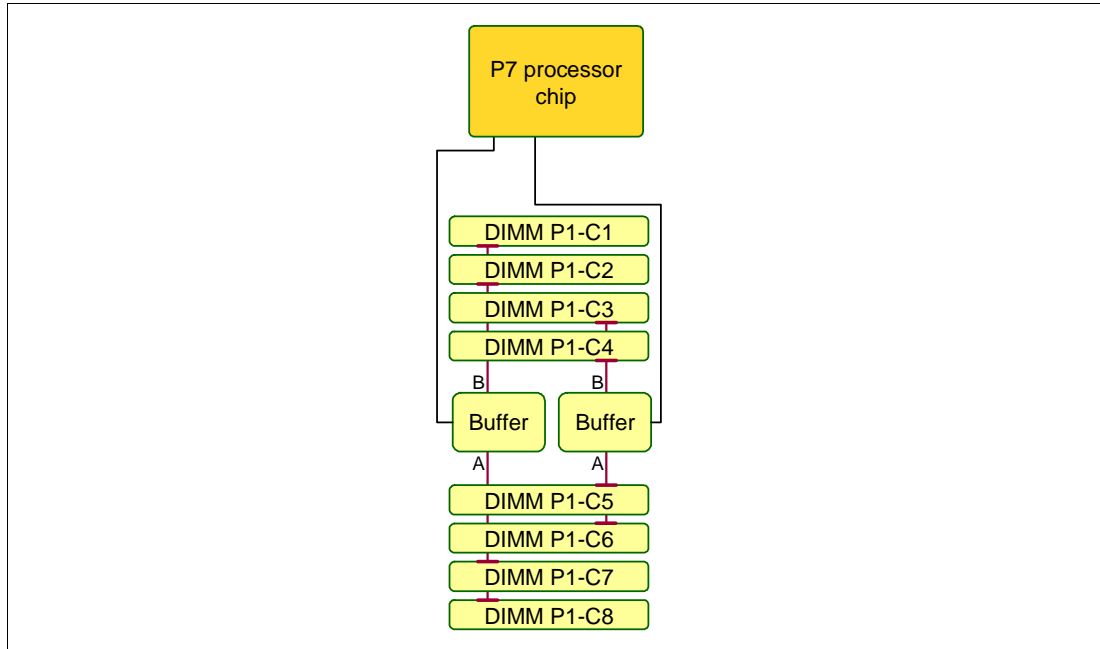 P7 processor
chip
DIMM P1-C1
DIMM P1-C2
DIMM P1-C3
DIMM P1-C4
B
B
Buffer
Buffer
A
A
DIMM P1-C5
DIMM P1-C6
DIMM P1-C7
DIMM P1-C8